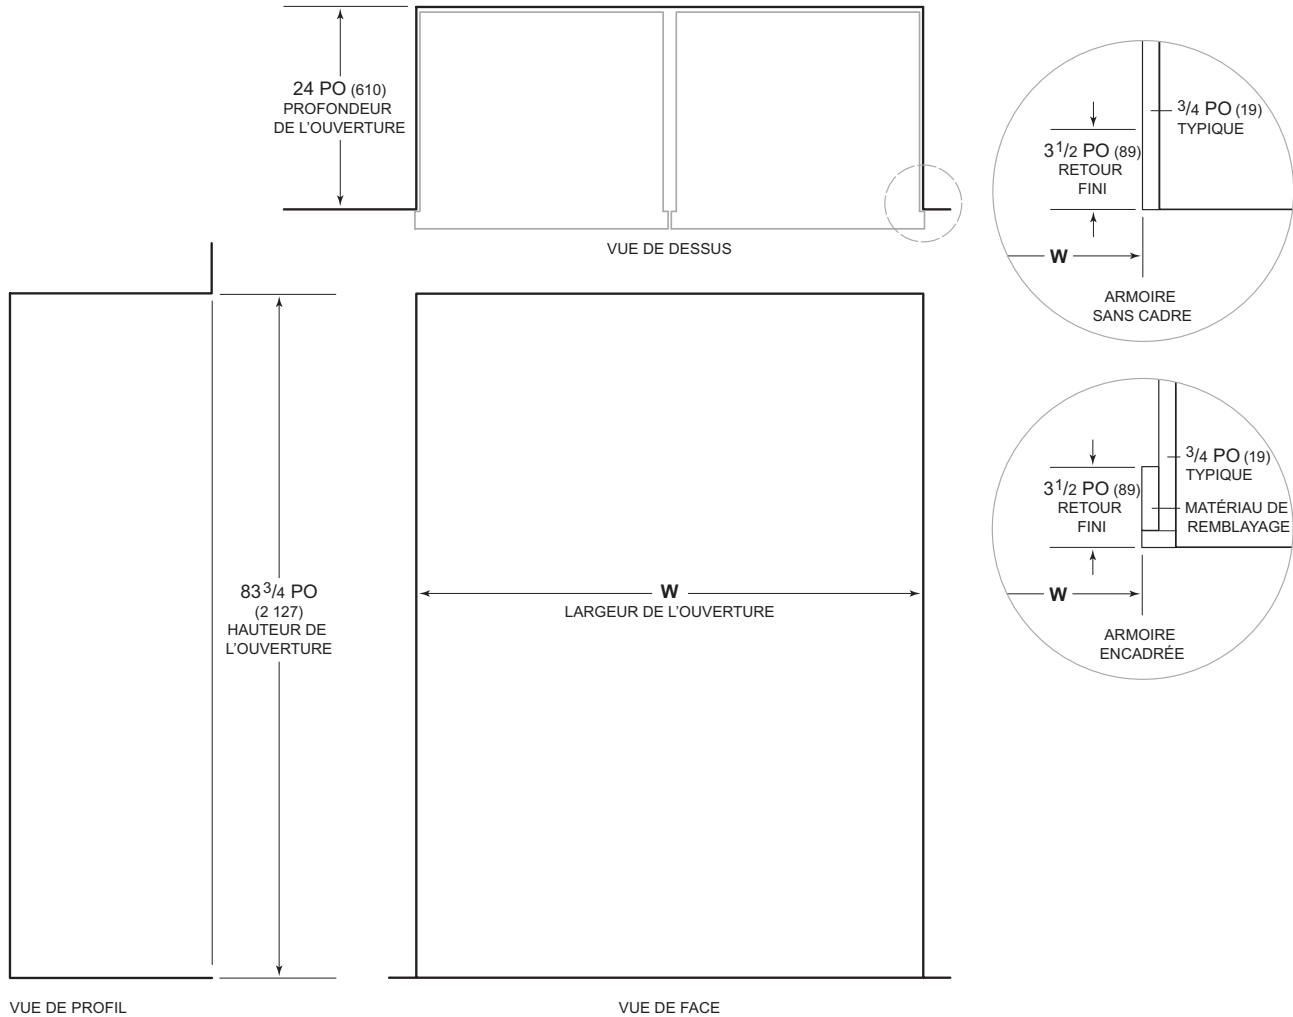 24 PO (610)
PROFONDEUR
DE L'OUVERTURE
VUE DE DESSUS
3/4 PO (19)
TYPIQUE
3 1/2 PO (89)
RETOUR
FINI
W
ARMOIRE
SANS CADRE
3/4 PO (19)
TYPIQUE
3 1/2 PO (89)
RETOUR
FINI
MATÉRIAU DE
REMBLAYAGE
W
ARMOIRE
ENCADRÉE
83 3/4 PO
(2 127)
HAUTEUR DE
L'OUVERTURE
W
LARGEUR DE L'OUVERTURE
VUE DE PROFIL
VUE DE FACE